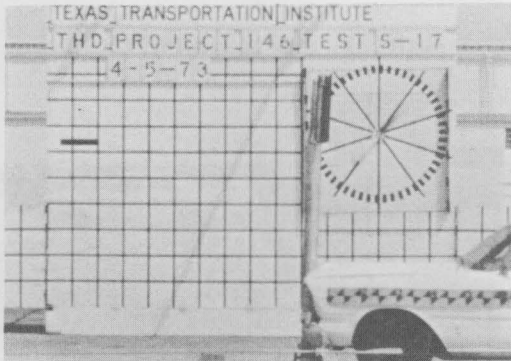 TEXAS TRANSPORTATION INSTITUTE
THD PROJECT 146 TEST 5-17
4-5-73